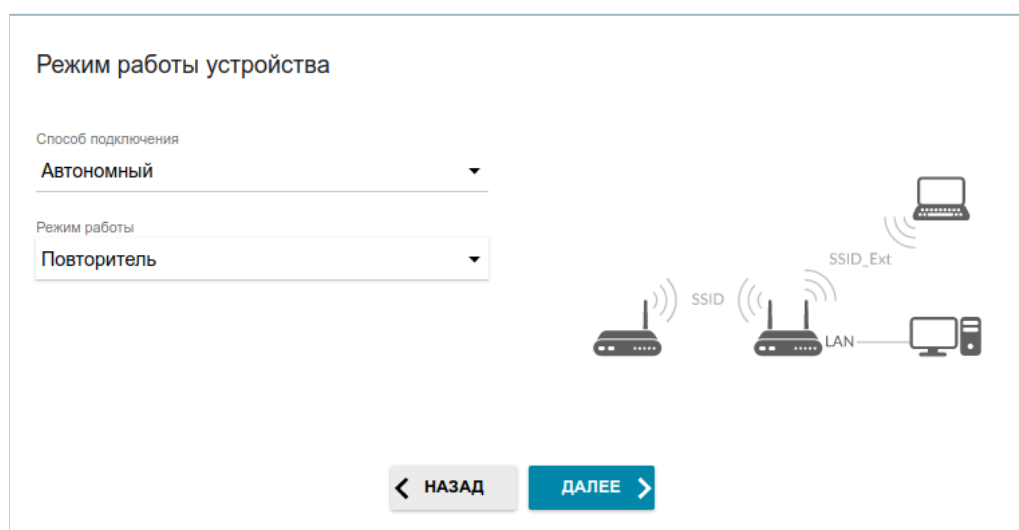 Режим работы устройства
Способ подключения
Автономный
Режим работы
Повторитель
SSID_Ext
SSID
LAN
НАЗАД
ДАЛЕЕ